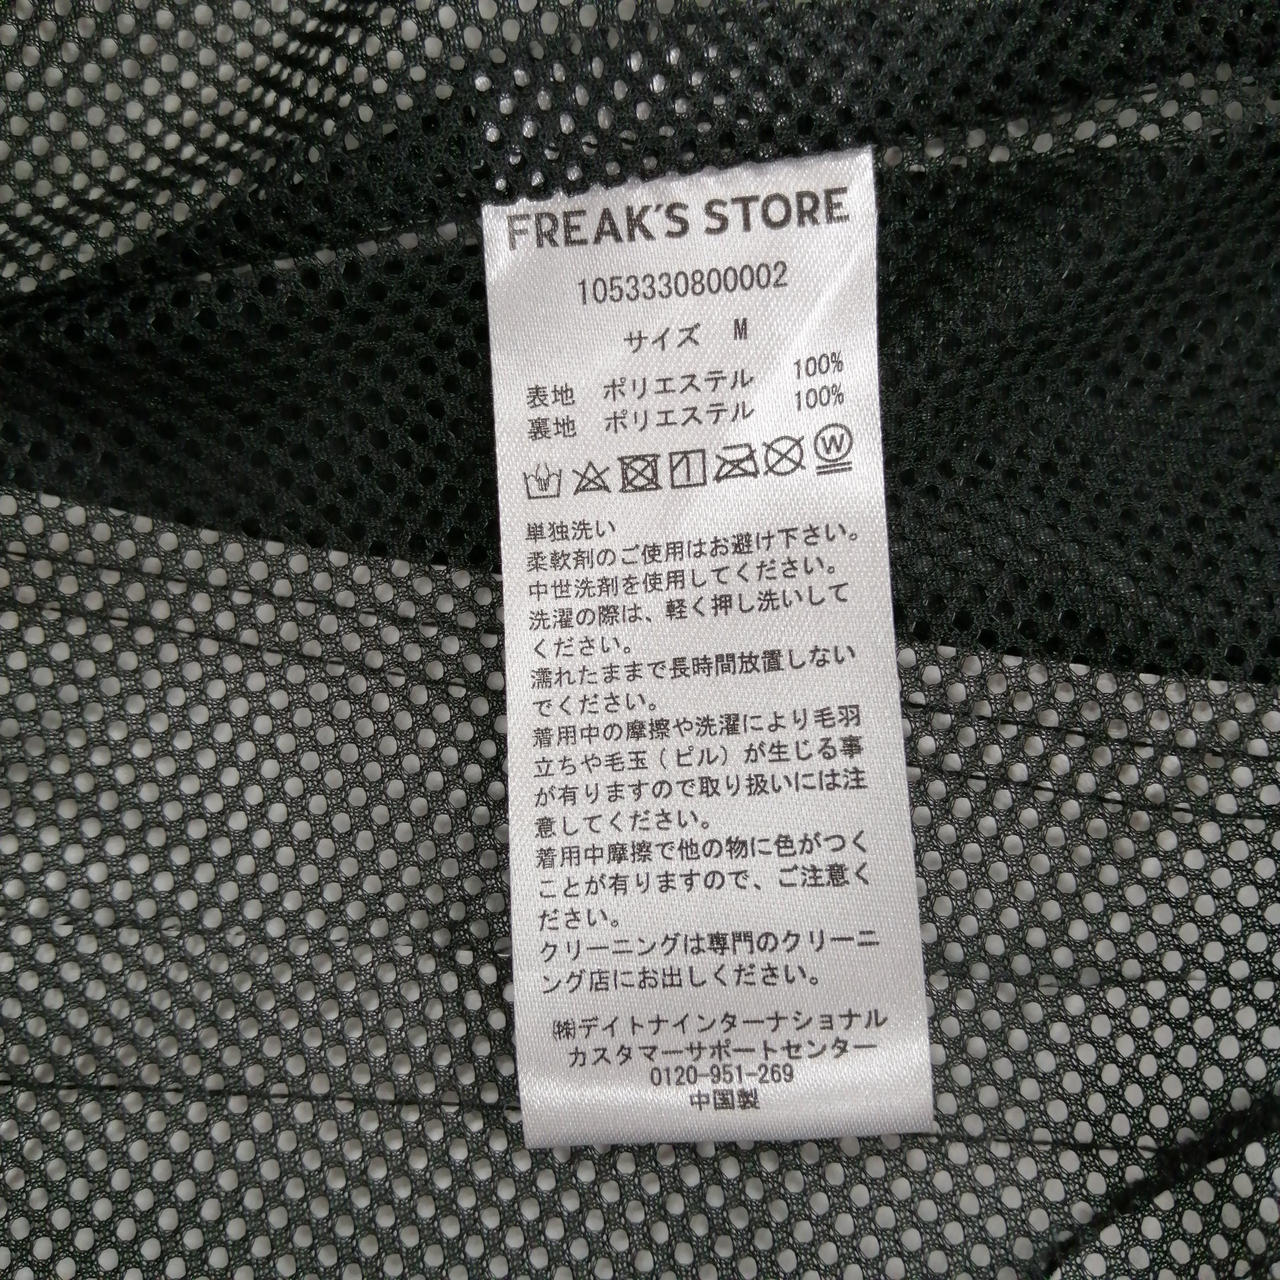 FREAK'S STORE
1053330800002
サイズ M
表地 ポリエステル 100%
裏地 ポリエステル 100%
W
単独洗い
柔軟剤のご使用はお避け下さい。
中世洗剤を使用してください。
洗濯の際は、軽く押し洗いして
ください。
濡れたままで長時間放置しない
でください。
着用中の摩擦や洗濯により毛羽
立ちや毛玉(ピル)が生じる事
が有りますので取り扱いには注
意してください。
着用中摩擦で他の物に色がつく
ことが有りますので、ご注意く
ださい。
クリーニングは専門のクリーニ
ング店にお出しください。
㈱デイトナインターナショナル
カスタマーサポートセンター
0120-951-269
中国製